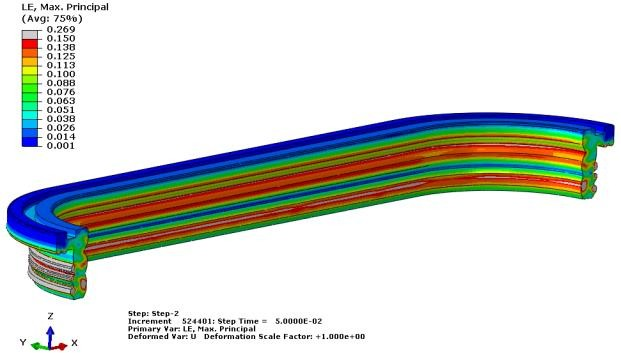 LE, Max. Principal
(Avg: 75%)
0.269
0.150
0.138
0.125
0.113
0.100
0.088
0.076
0.063
0.051
0.038
0.026
0.014
0.001
Step: Step-2
Increment 524401: Step Time = 5.0000E-02
Primary Var: LE, Max. Principal
Deformed Var: U Deformation Scale Factor: +1.000e+00
Z
Y X